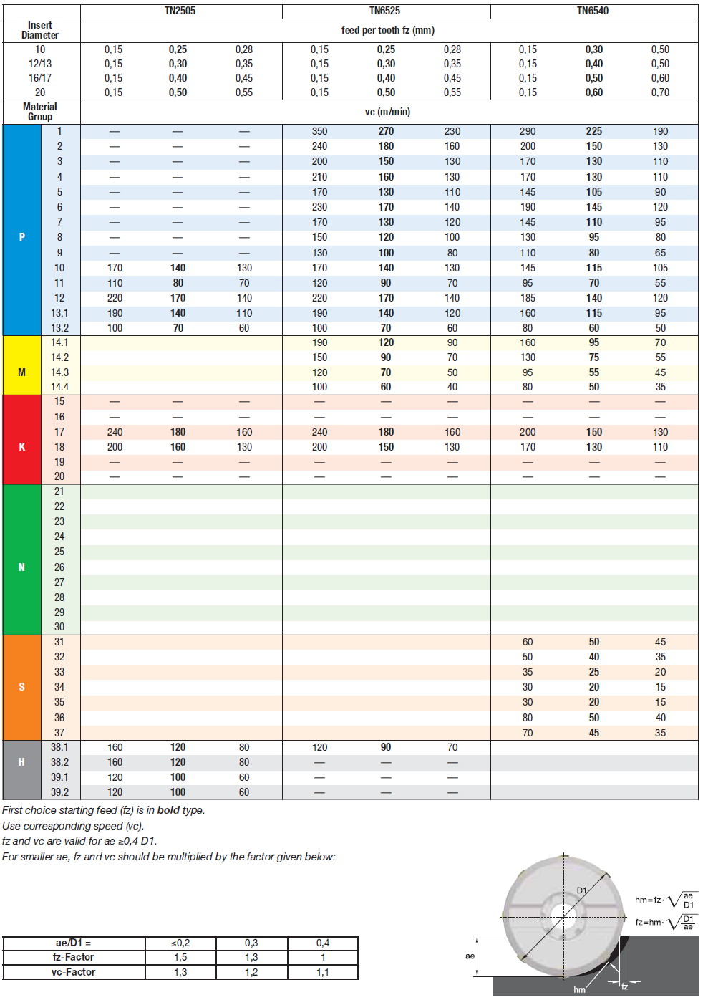 TN2505 TN6525 TN6540
Insert Diameter feed per tooth fz (mm)
10 0,15 0,25 0,28 0,15 0,25 0,28 0,15 0,30 0,50
12/13 0,15 0,30 0,35 0,15 0,30 0,35 0,15 0,40 0,50
16/17 0,15 0,40 0,45 0,15 0,40 0,45 0,15 0,50 0,60
20 0,15 0,50 0,55 0,15 0,50 0,55 0,15 0,60 0,70
Material Group vc (m/min)
1 — — — 350 270 230 290 225 190
2 — — — 240 180 160 200 150 130
3 — — — 200 150 130 170 130 110
4 — — — 210 160 130 170 130 110
5 — — — 170 130 110 145 105 90
6 — — — 230 170 140 190 145 120
7 — — — 170 130 120 145 110 95
P 8 — — — 150 120 100 130 95 80
9 — — — 130 100 80 110 80 65
10 170 140 130 170 140 130 145 115 105
11 110 80 70 120 90 70 95 70 55
12 220 170 140 220 170 140 185 140 120
13.1 190 140 110 190 140 120 160 115 95
13.2 100 70 60 100 70 60 80 60 50
14.1 190 120 90 160 95 70
14.2 150 90 70 130 75 55
M 14.3 120 70 50 95 55 45
14.4 100 60 40 80 50 35
15 — — — — — — — — —
16 — — — — — — — — —
17 240 180 160 240 180 160 200 150 130
K 18 200 160 130 200 150 130 170 130 110
19 — — — — — — — — —
20 — — — — — — — — —
21
22
23
24
25
N 26
27
28
29
30
31 60 50 45
32 50 40 35
33 35 25 20
S 34 30 20 15
35 30 20 15
36 80 50 40
37 70 45 35
38.1 160 120 80 120 90 70
H 38.2 160 120 80 — — —
39.1 120 100 60 — — —
39.2 120 100 60 — — —
First choice starting feed (fz) is in bold type.
Use corresponding speed (vc).
fz and vc are valid for ae ≥0,4 D1.
For smaller ae, fz and vc should be multiplied by the factor given below:
ae/D1 = ≤0,2 0,3 0,4
fz-Factor 1,5 1,3 1
vc-Factor 1,3 1,2 1,1
D1
hm=fz·√ae/D1
fz=hm·√D1/ae
ae
fz
hm